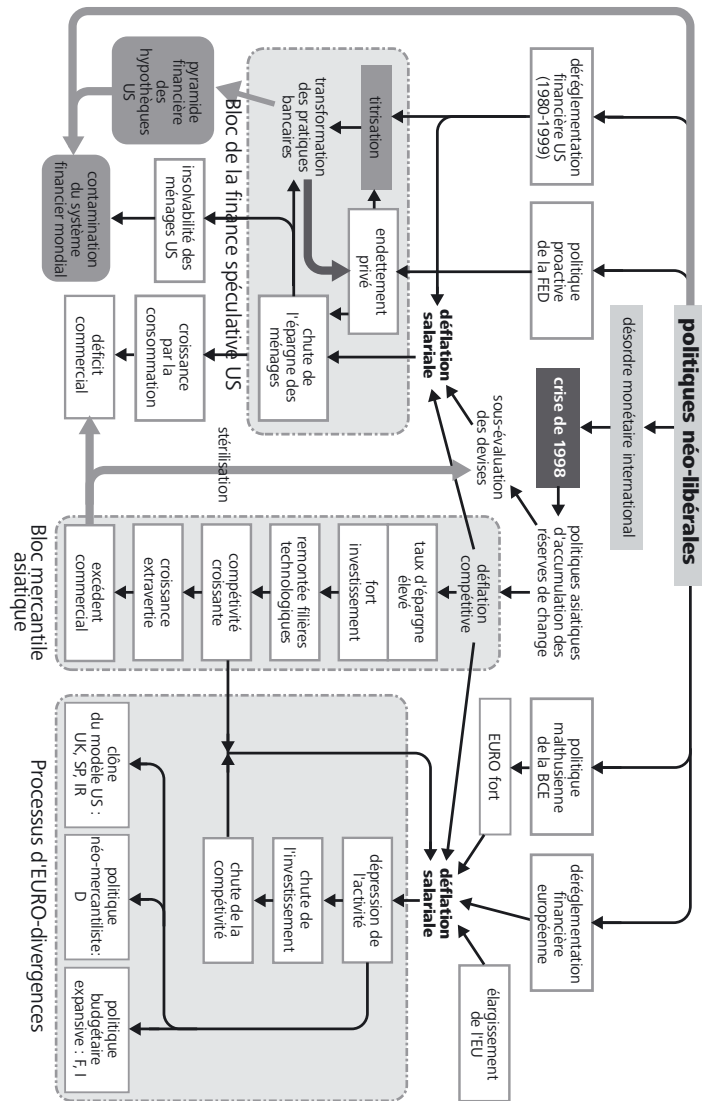 politiques néo-libérales
déréglementation
financière US
(1980-1999)
politique
proactive
de la FED
désordre monétaire international
crise de 1998
politiques asiatiques
d'accumulation des
réserves de change
sous-évaluation
des devises
politique
malthusienne
de la BCE
EURO fort
déréglementation
financière
européenne
élargissement
de l'EU
déflation
salariale
déflation
compétitive
déflation
salariale
titrisation
endettement
privé
transformation
des pratiques
bancaires
chute de
l'épargne des
ménages
Bloc de la finance spéculative US
pyramide
financière
des
hypothèques
US
insolvabilité des
ménages US
contamination
du système
financier mondial
croissance
par la
consommation
déficit
commercial
stérilisation
taux d'épargne
élevé
fort
investissement
remontée filières
technologiques
compétivité
croissante
croissance
extravertie
excédent
commercial
Bloc mercantile
asiatique
dépression de
l'activité
chute de
l'investissement
chute de la
compétivité
clône
du modèle US :
UK, SP, IR
politique
néo-mercantiliste:
D
politique
budgétaire
expansive : F, I
Processus d'EURO-divergences